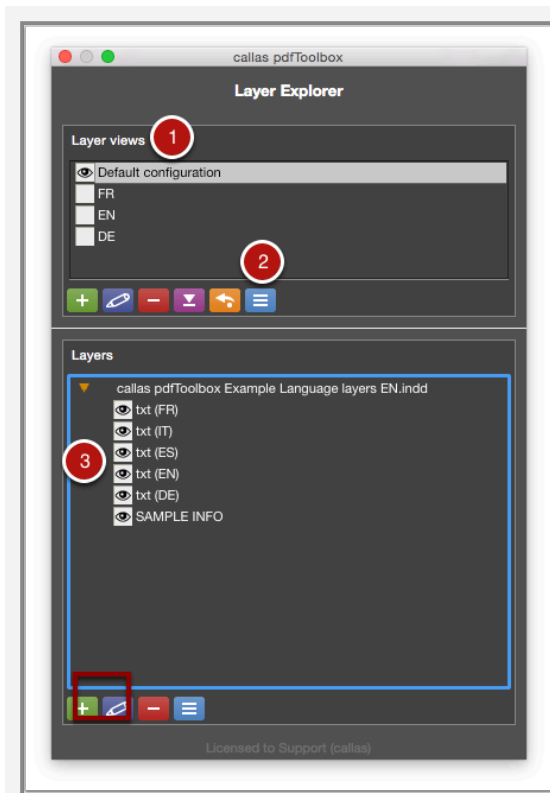 callas pdfToolbox
Layer Explorer
Layer views
1
Default configuration
FR
EN
DE
2
Layers
callas pdfToolbox Example Language layers EN.indd
txt (FR)
txt (IT)
txt (ES)
3
txt (EN)
txt (DE)
SAMPLE INFO
Licensed to Support (callas)